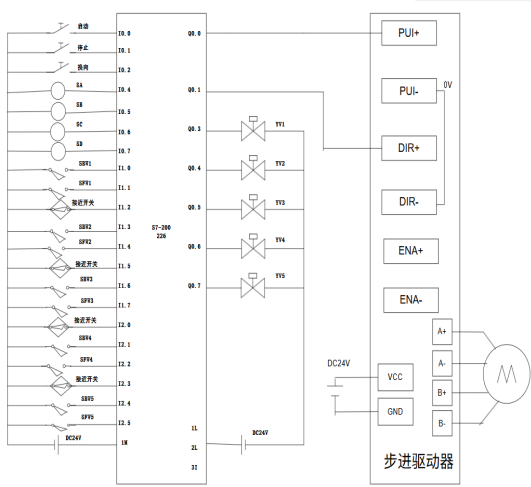 启动 I0.0 Q0.0 PUI+
停止 I0.1
换向 I0.2
SA I0.4 Q0.1 PUI- 0V
SB I0.5
SC I0.6 Q0.3 YV1
SD I0.7 DIR+
SBV1 I1.0 Q0.4 YV2
SFV1 I1.1
接近开关 I1.2 Q0.5 YV3 DIR-
SBV2 I1.3 S7-200
SFV2 I1.4 226 Q0.6 YV4 ENA+
接近开关 I1.5
SBV3 I1.6 Q0.7 YV5
SFV3 I1.7 ENA-
接近开关 I2.0 A+
SBV4 I2.1
SFV4 I2.2 DC24V A-
接近开关 I2.3 VCC
SBV5 I2.4 B+
SFV5 I2.5 1L GND B-
DC24V 1M 2L DC24V
3I 步进驱动器